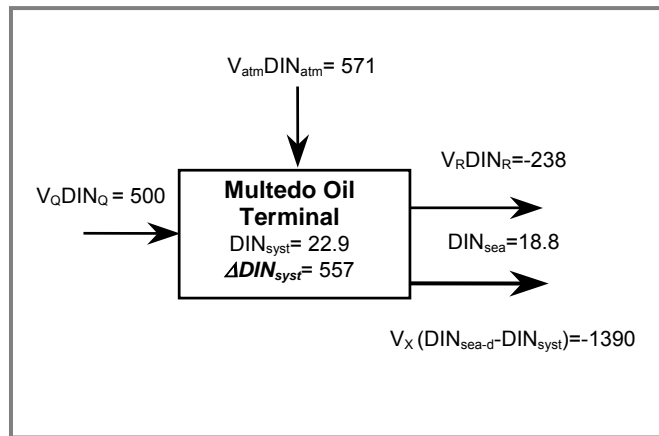 VatmDINatm= 571
VRDINR=-238
VQDINQ = 500
Multedo Oil
Terminal
DINsyst= 22.9
ΔDINsyst= 557
DINsea=18.8
VX (DINsea-d-DINsyst)=-1390